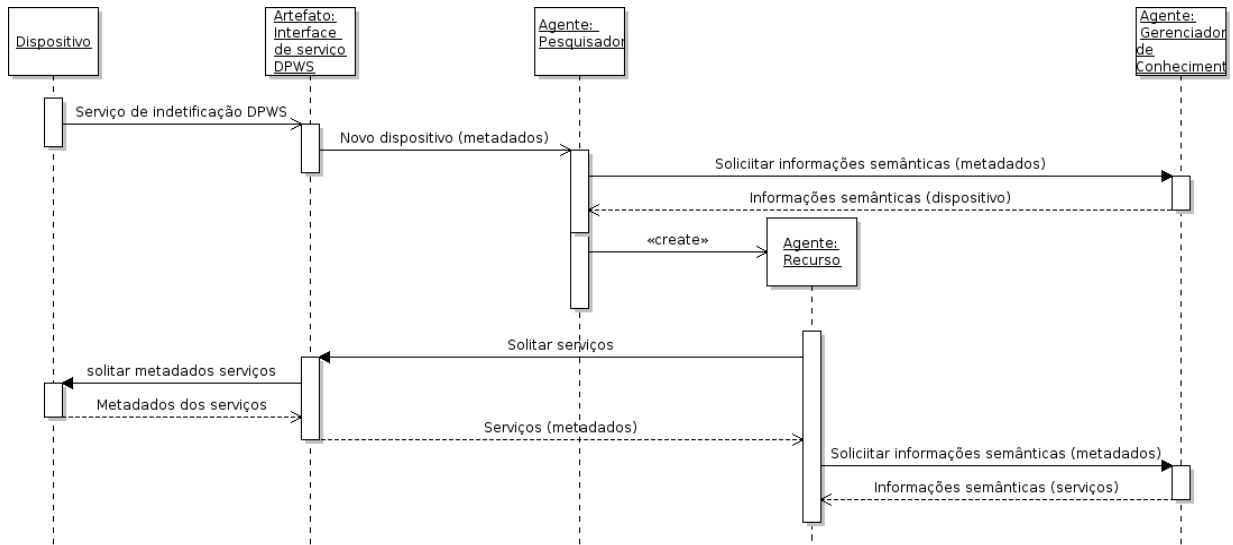 Dispositivo
Artefato:
Interface
de serviço
DPWS
Agente:
Pesquisador
Agente:
Gerenciador
de
Conheciment
Serviço de indetificação DPWS
Novo dispositivo (metadados)
Soliciitar informações semânticas (metadados)
Informações semânticas (dispositivo)
«create»
Agente:
Recurso
Solitar serviços
solitar metadados serviços
Metadados dos serviços
Serviços (metadados)
Soliciitar informações semânticas (metadados)
Informações semânticas (serviços)